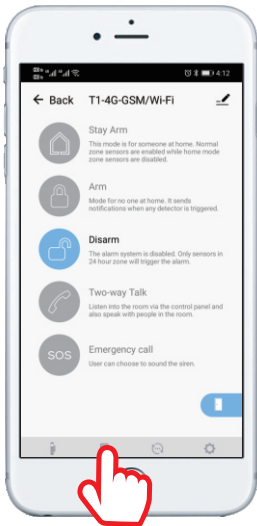 4:12
Back T1-4G-GSM/Wi-Fi
Stay Arm
This mode is for someone at home. Normal
zone sensors are enabled while home mode
zone sensors are disabled.
Arm
Mode for no one at home. It sends
notifications when any detector is triggered.
Disarm
The alarm system is disabled. Only sensors in
24 hour zone will trigger the alarm.
Two-way Talk
Listen into the room via the control panel and
also speak with people in the room.
SOS
Emergency call
User can choose to sound the siren.